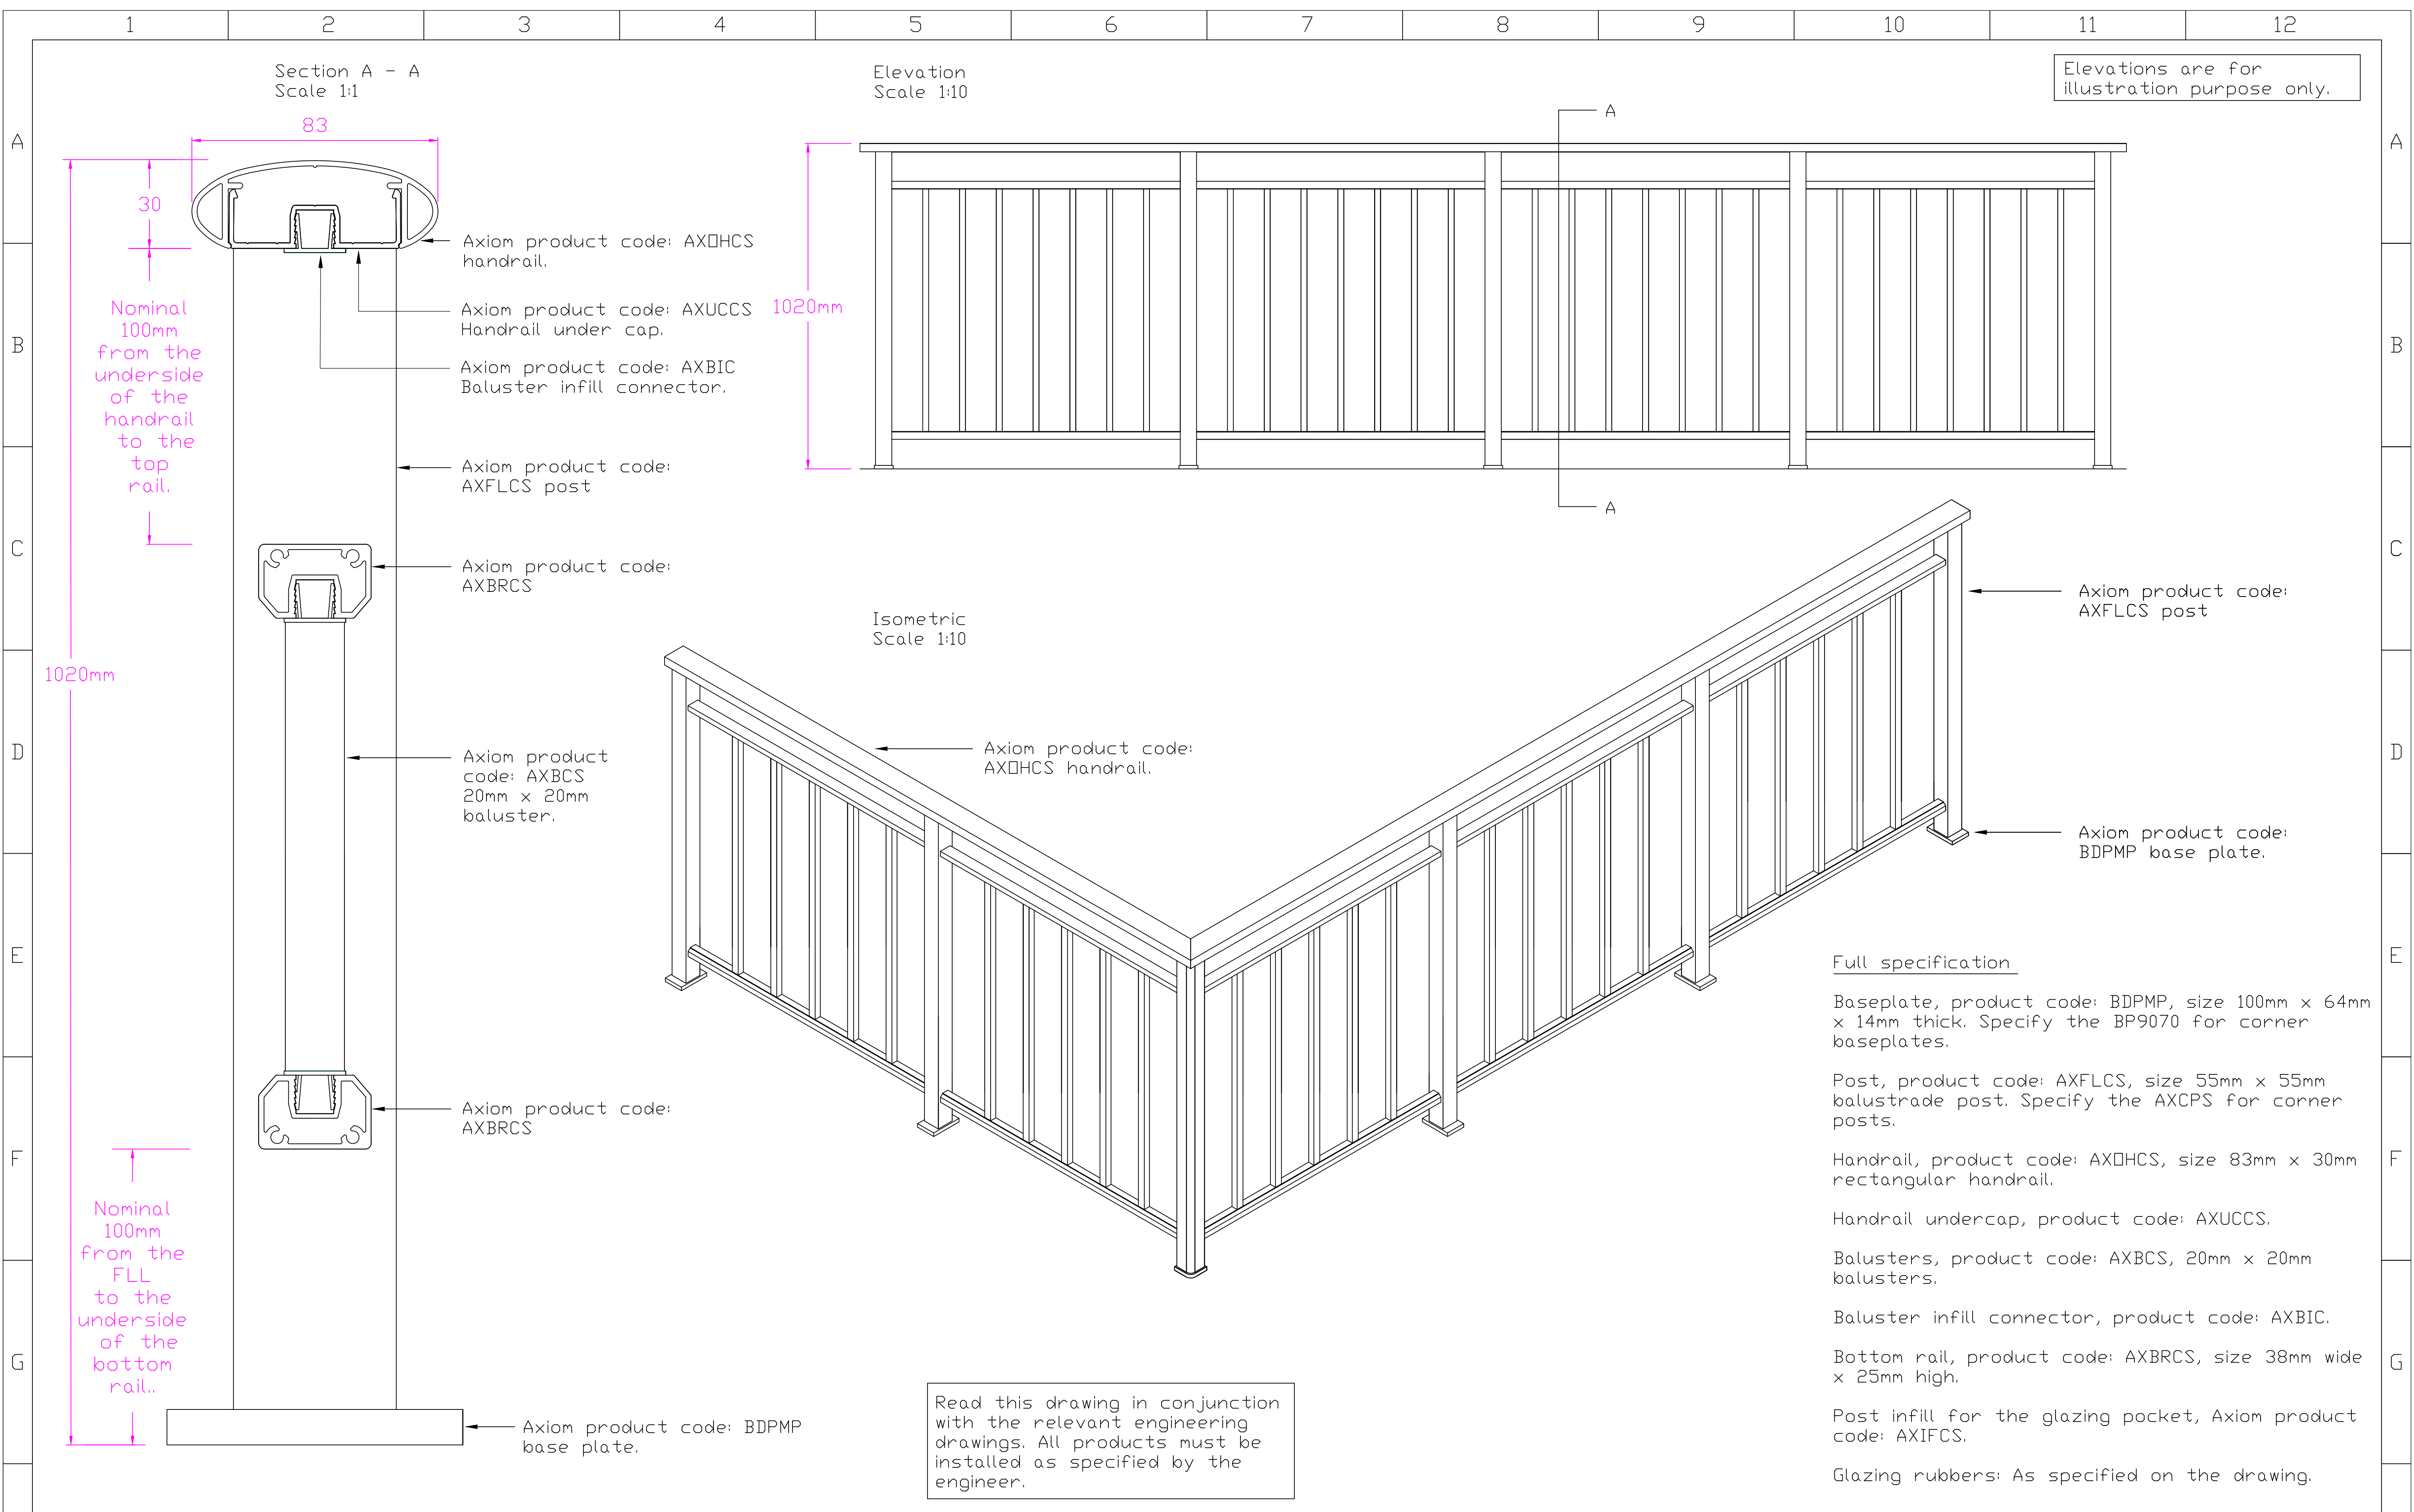 1 2 3 4 5 6 7 8 9 10 11 12
Section A - A
Scale 1:1
83
30
Nominal
100mm
from the
underside
of the
handrail
to the
top
rail.
1020mm
Nominal
100mm
from the
FLL
to the
underside
of the
bottom
rail..
Axiom product code: AX□HCS
handrail.
Axiom product code: AXUCCS
Handrail under cap.
Axiom product code: AXBIC
Baluster infill connector.
Axiom product code:
AXFLCS post
Axiom product code:
AXBRCS
Axiom product
code: AXBCS
20mm x 20mm
baluster.
Axiom product code:
AXBRCS
Axiom product code: BDPMP
base plate.
Elevation
Scale 1:10
1020mm
A
A
Elevations are for
illustration purpose only.
Isometric
Scale 1:10
Axiom product code:
AX□HCS handrail.
Axiom product code:
AXFLCS post
Axiom product code:
BDPMP base plate.
Read this drawing in conjunction
with the relevant engineering
drawings. All products must be
installed as specified by the
engineer.
Full specification
Baseplate, product code: BDPMP, size 100mm x 64mm
x 14mm thick. Specify the BP9070 for corner
baseplates.
Post, product code: AXFLCS, size 55mm x 55mm
balustrade post. Specify the AXCPS for corner
posts.
Handrail, product code: AX□HCS, size 83mm x 30mm
rectangular handrail.
Handrail undercap, product code: AXUCCS.
Balusters, product code: AXBCS, 20mm x 20mm
balusters.
Baluster infill connector, product code: AXBIC.
Bottom rail, product code: AXBRCS, size 38mm wide
x 25mm high.
Post infill for the glazing pocket, Axiom product
code: AXIFCS.
Glazing rubbers: As specified on the drawing.
A
B
C
D
E
F
G
A
B
C
D
E
F
G